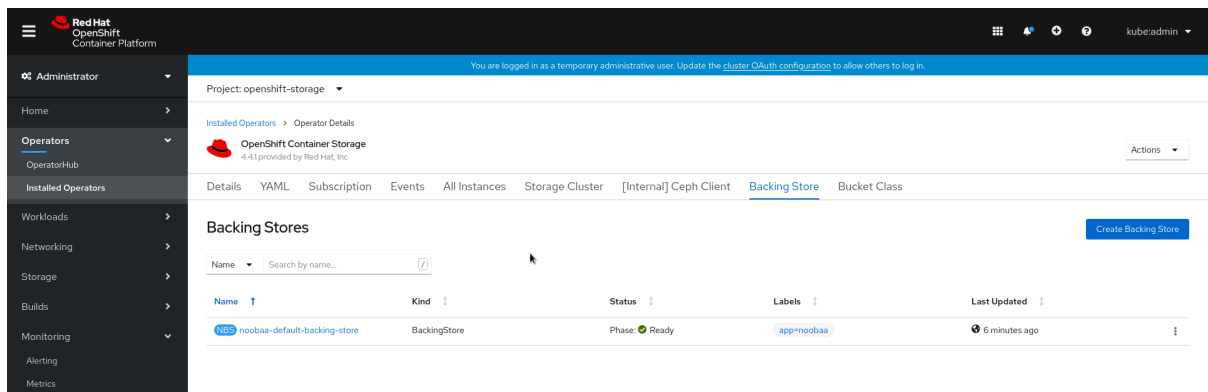 Red Hat
OpenShift
Container Platform
kube:admin
You are logged in as a temporary administrative user. Update the cluster OAuth configuration to allow others to log in.
Administrator
Home
Operators
OperatorHub
Installed Operators
Workloads
Networking
Storage
Builds
Monitoring
Alerting
Metrics
Project: openshift-storage
Installed Operators > Operator Details
OpenShift Container Storage
4.4.1 provided by Red Hat, Inc
Actions
Details YAML Subscription Events All Instances Storage Cluster [Internal] Ceph Client Backing Store Bucket Class
Backing Stores
Create Backing Store
Name Search by name... /
Name Kind Status Labels Last Updated
NBS noobaa-default-backing-store BackingStore Phase: Ready app=noobaa 6 minutes ago